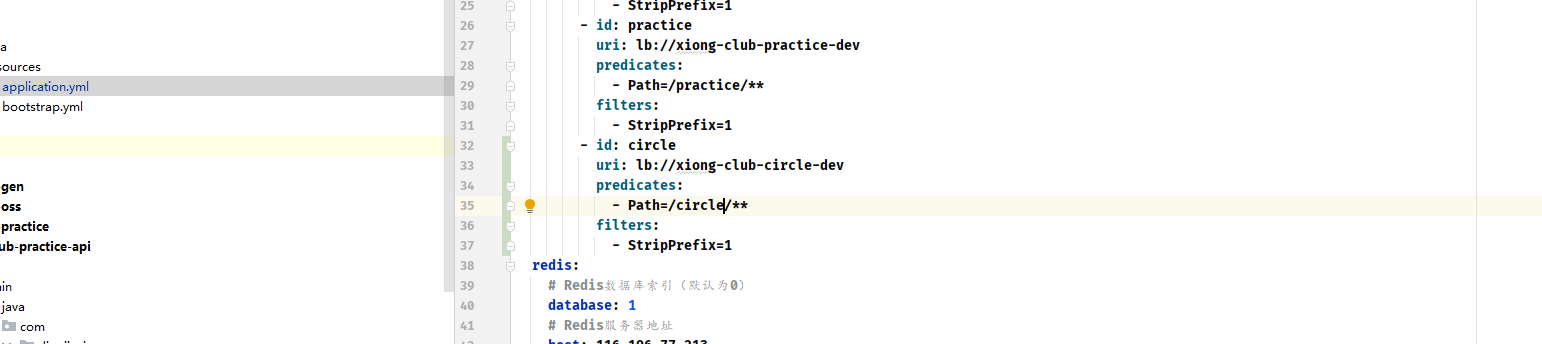 a
sources
application.yml
bootstrap.yml
gen
oss
practice
ub-practice-api
in
java
com
25 - StripPrefix=1
26 - id: practice
27 uri: lb://xiong-club-practice-dev
28 predicates:
29 - Path=/practice/**
30 filters:
31 - StripPrefix=1
32 - id: circle
33 uri: lb://xiong-club-circle-dev
34 predicates:
35 - Path=/circle/**
36 filters:
37 - StripPrefix=1
38 redis:
39 # Redis数据库索引（默认为0）
40 database: 1
41 # Redis服务器地址